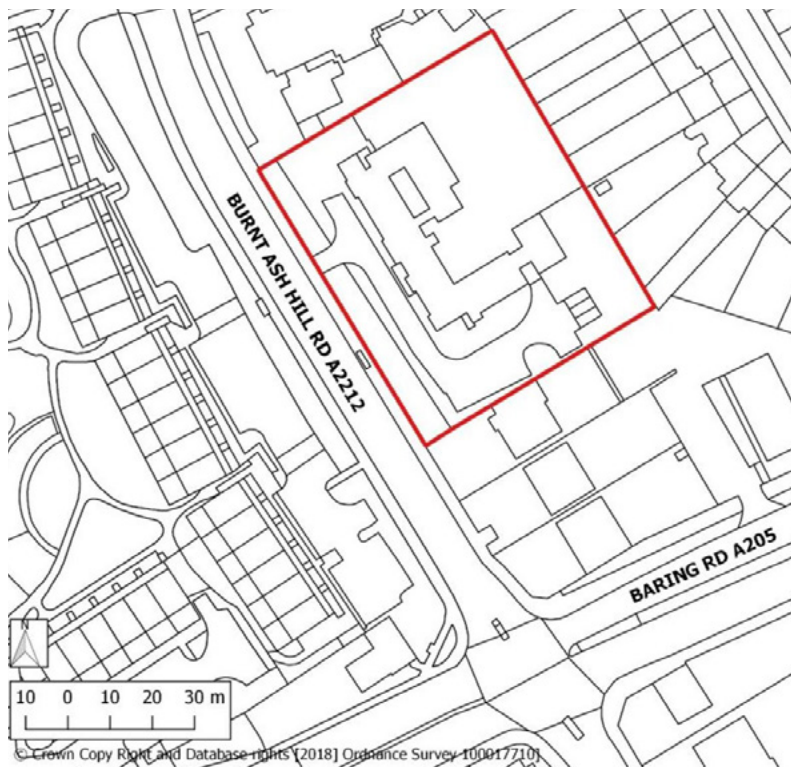 BURNT ASH HILL RD A2212
BARING RD A205
N
10 0 10 20 30 m
© Crown Copy Right and Database rights [2018] Ordnance Survey 100017710]